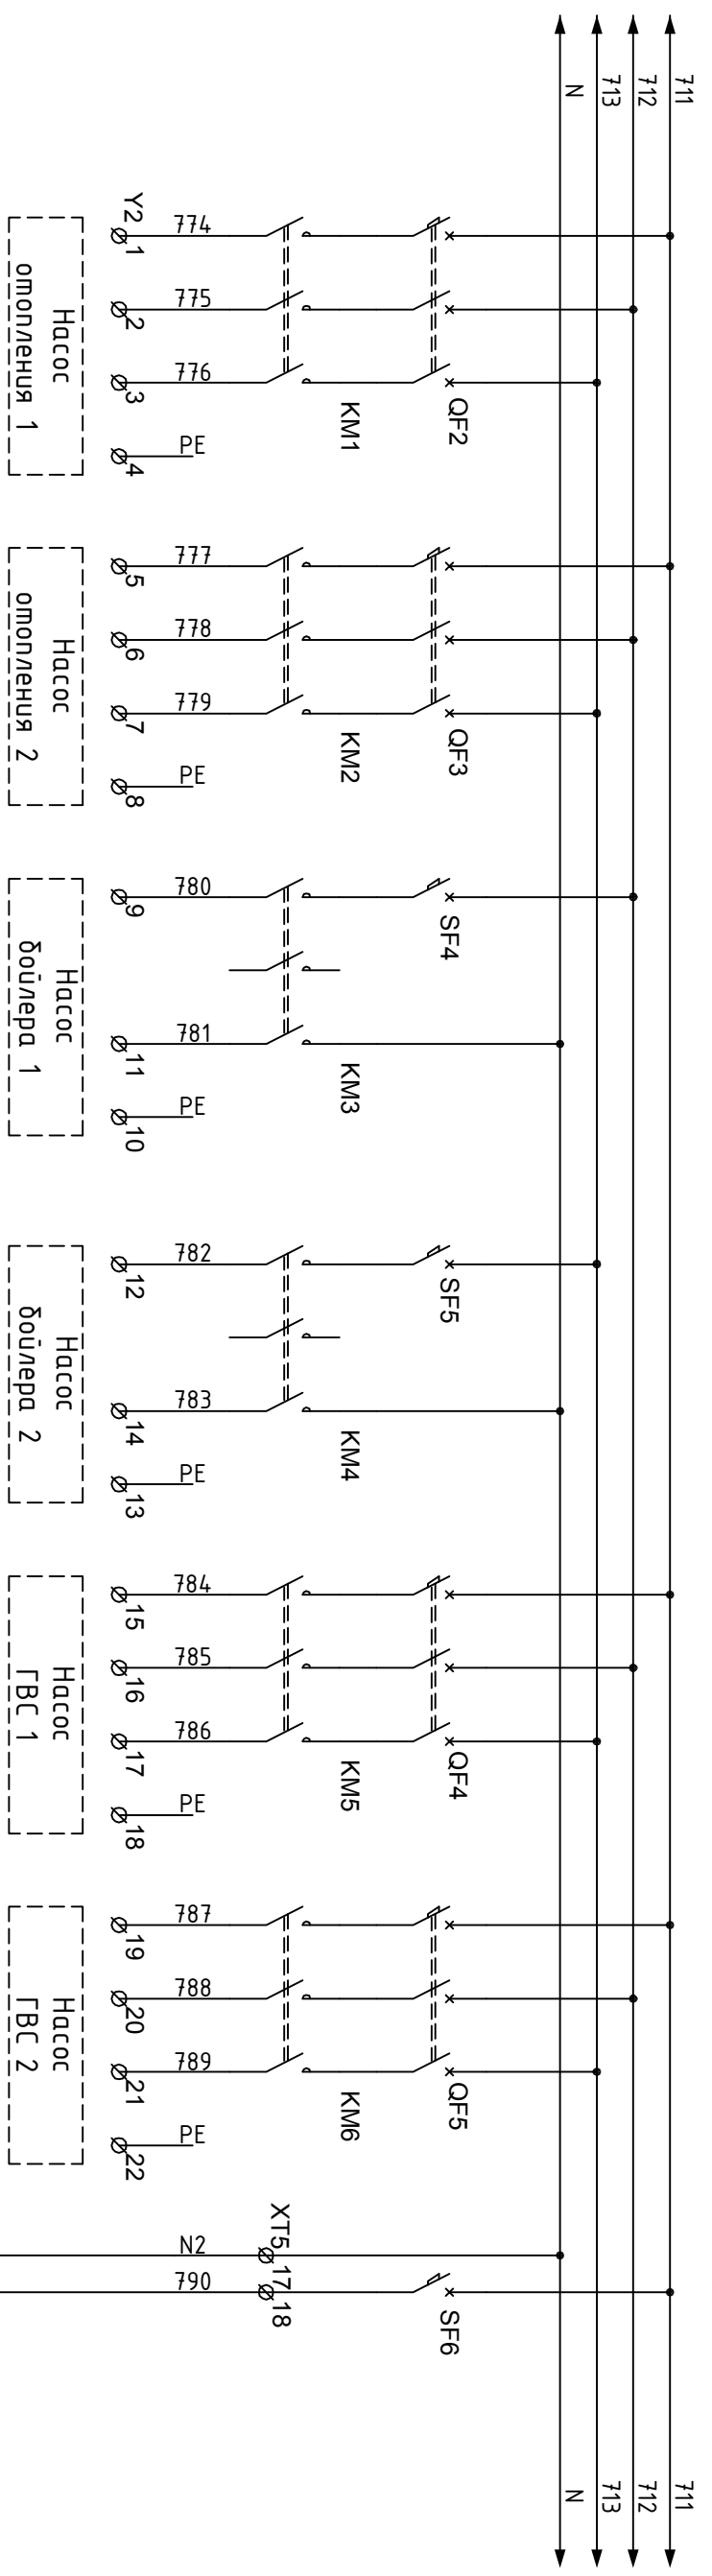 711
712
713
N
QF2
KM1
774
775
776
PE
Y2
1
2
3
4
Насос
отопления 1
QF3
KM2
777
778
779
PE
5
6
7
8
Насос
отопления 2
SF4
KM3
780
781
PE
9
11
10
Насос
бойлера 1
SF5
KM4
782
783
PE
12
14
13
Насос
бойлера 2
QF4
KM5
784
785
786
PE
15
16
17
18
Насос
ГВС 1
QF5
KM6
787
788
789
PE
19
20
21
22
Насос
ГВС 2
SF6
XT5
17
18
N2
790
711
712
713
N